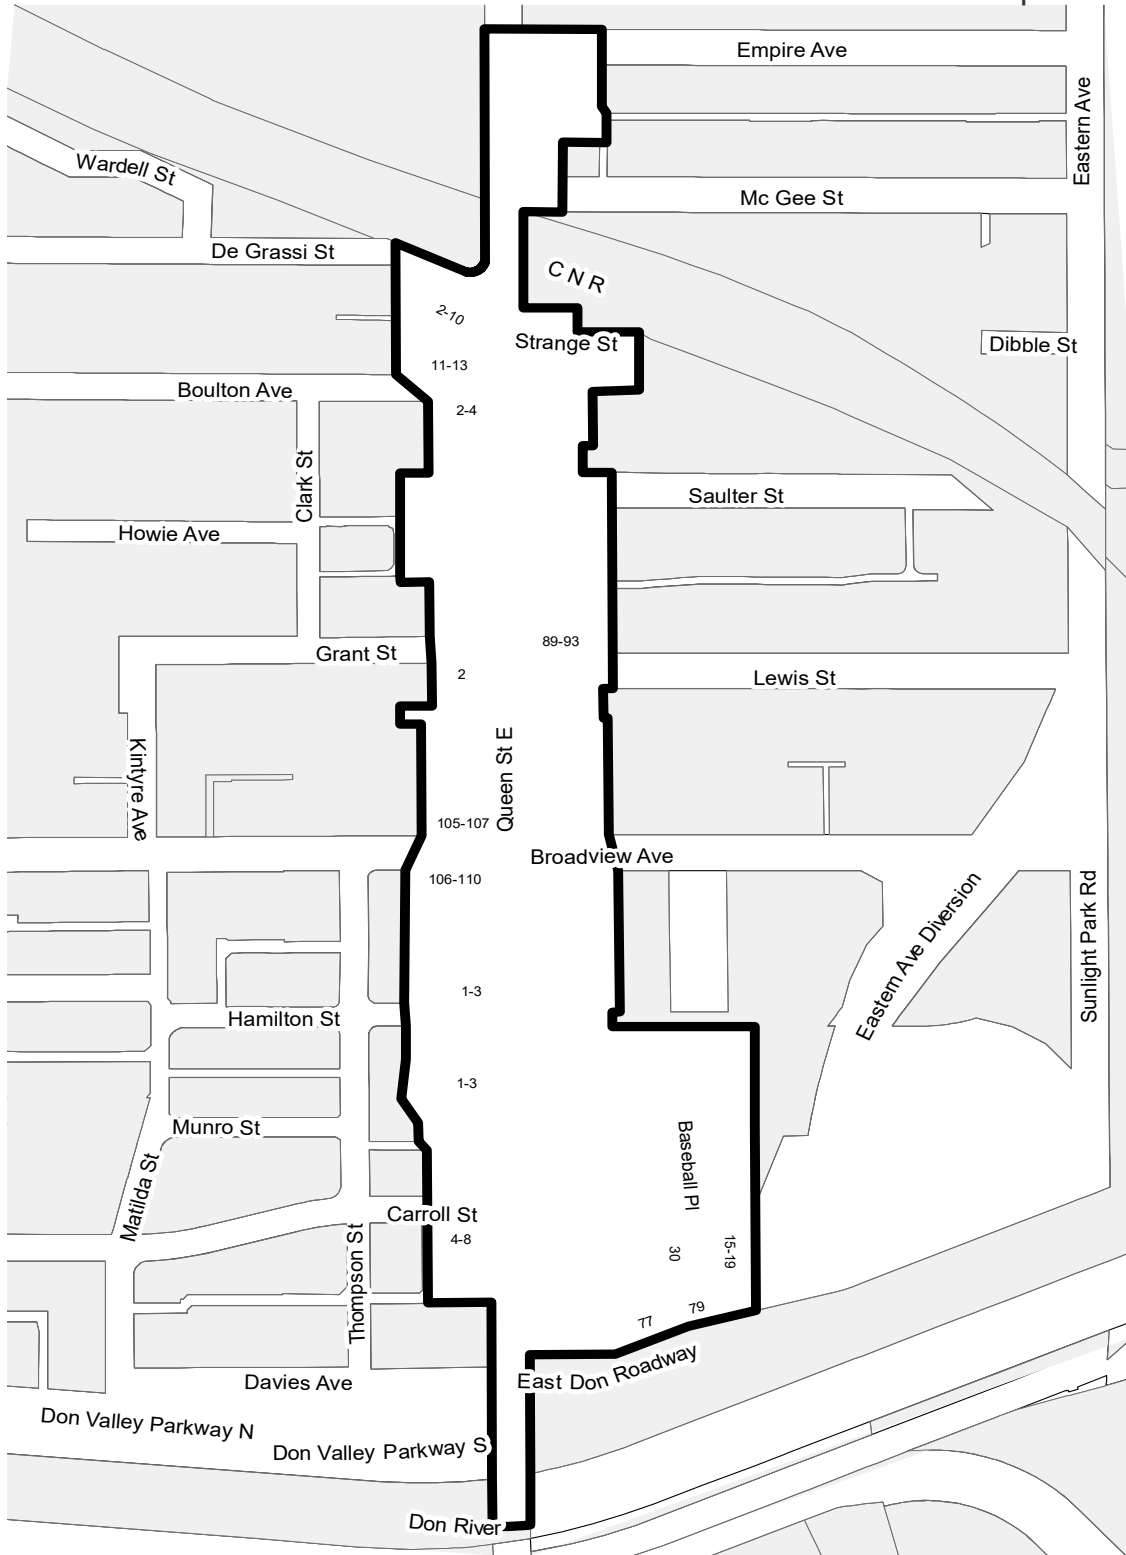 Empire Ave
Eastern Ave
Wardell St
Mc Gee St
De Grassi St
C N R
2-10
Strange St
Dibble St
11-13
Boulton Ave
2-4
Clark St
Saulter St
Howie Ave
89-93
Grant St
2
Lewis St
Queen St E
Kintyre Ave
105-107
Broadview Ave
106-110
Eastern Ave Diversion
Sunlight Park Rd
1-3
Hamilton St
1-3
Munro St
Baseball Pl
Matilda St
Carroll St
4-8
30
15-19
Thompson St
77
79
East Don Roadway
Davies Ave
Don Valley Parkway N
Don Valley Parkway S
Don River